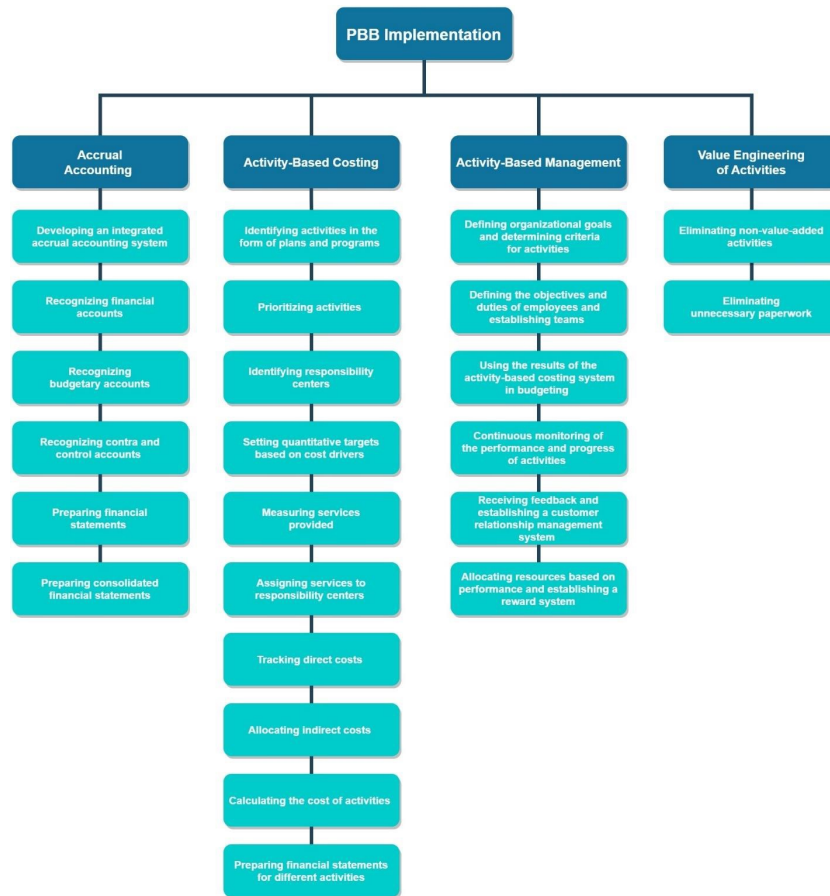 PBB Implementation
Accrual
Accounting
Developing an integrated
accrual accounting system
Recognizing financial
accounts
Recognizing
budgetary accounts
Recognizing contra and
control accounts
Preparing financial
statements
Preparing consolidated
financial statements
Activity-Based Costing
Identifying activities in the
form of plans and programs
Prioritizing activities
Identifying responsibility
centers
Setting quantitative targets
based on cost drivers
Measuring services
provided
Assigning services to
responsibility centers
Tracking direct costs
Allocating indirect costs
Calculating the cost of activities
Preparing financial statements
for different activities
Activity-Based Management
Defining organizational goals
and determining criteria
for activities
Defining the objectives and
duties of employees and
establishing teams
Using the results of the
activity-based costing system
in budgeting
Continuous monitoring of
the performance and progress
of activities
Receiving feedback and
establishing a customer
relationship management
system
Allocating resources based on
performance and establishing a
reward system
Value Engineering
of Activities
Eliminating non-value-added
activities
Eliminating
unnecessary paperwork